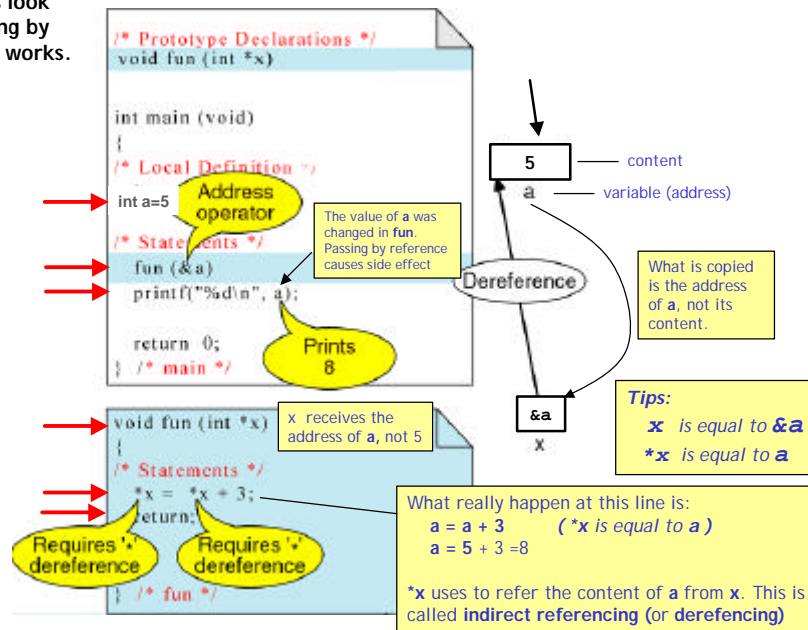 s look
ng by
works.
/* Prototype Declarations */
void fun (int *x)
int main (void)
{
/* Local Definition */
int a=5
Address
operator
/* Statements */
fun (&a)
printf("%d\n", a);
return 0;
} /* main */
The value of a was
changed in fun.
Passing by reference
causes side effect
Prints
8
5
content
a
variable (address)
Dereference
What is copied
is the address
of a, not its
content.
&a
x
Tips:
x is equal to &a
*x is equal to a
void fun (int *x)
{
/* Statements */
*x = *x + 3;
return;
} /* fun */
x receives the
address of a, not 5
Requires '*'
dereference
Requires '*'
dereference
What really happen at this line is:
a = a + 3 ( *x is equal to a )
a = 5 + 3 =8
*x uses to refer the content of a from x. This is
called indirect referencing (or derefencing)